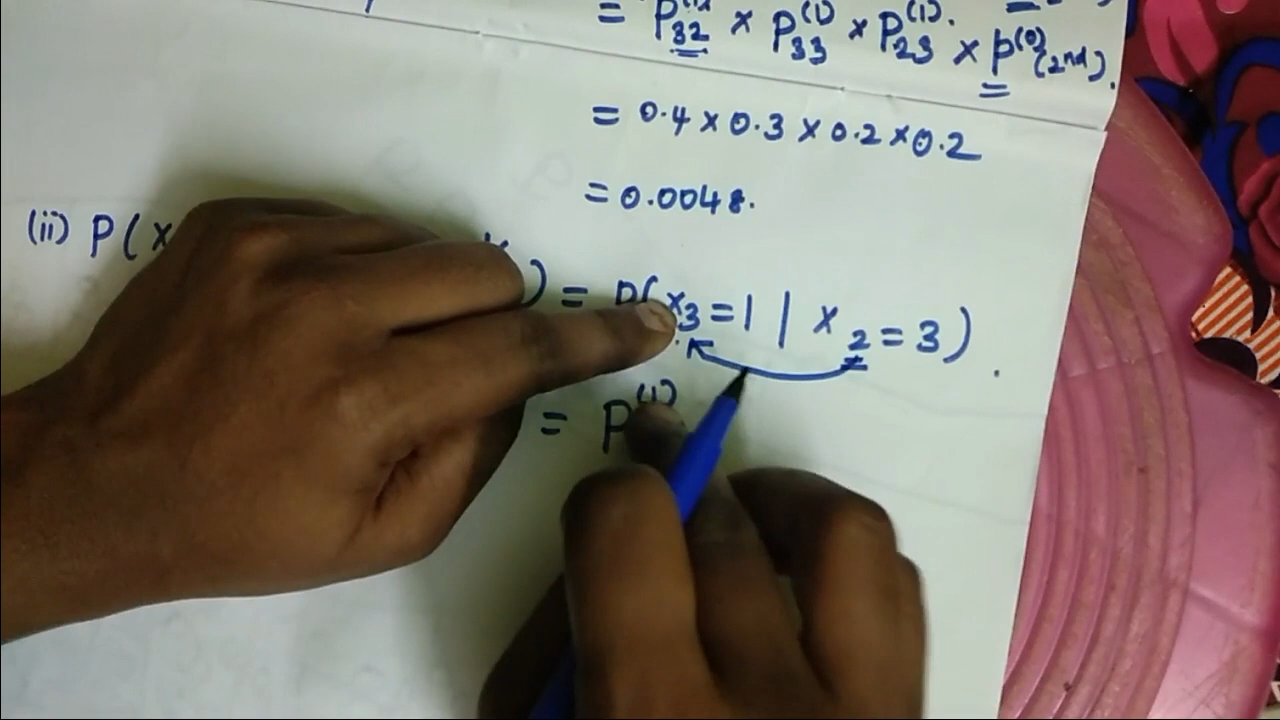 = P₃₂ × P₃₃⁽¹⁾ × P₂₃⁽¹⁾. × p⁽⁰⁾(2nd).
= 0.4 × 0.3 × 0.2 × 0.2
= 0.0048.
(ii) P(x ) = P(x₃ = 1 | x₂ = 3).
= P⁽¹⁾